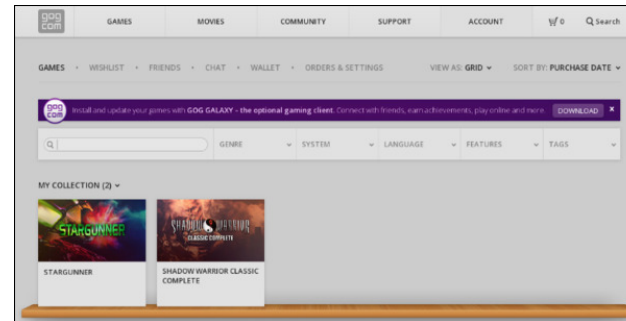 gog
com
GAMES MOVIES COMMUNITY SUPPORT ACCOUNT 0 Search
GAMES • WISHLIST • FRIENDS • CHAT • WALLET • ORDERS & SETTINGS VIEW AS: GRID SORT BY: PURCHASE DATE
gog
com
Install and update your games with GOG GALAXY – the optional gaming client. Connect with friends, earn achievements, play online and more. DOWNLOAD ×
GENRE SYSTEM LANGUAGE FEATURES TAGS
MY COLLECTION (2)
STARGUNNER
SHADOW WARRIOR
CLASSIC COMPLETE
STARGUNNER
SHADOW WARRIOR CLASSIC
COMPLETE